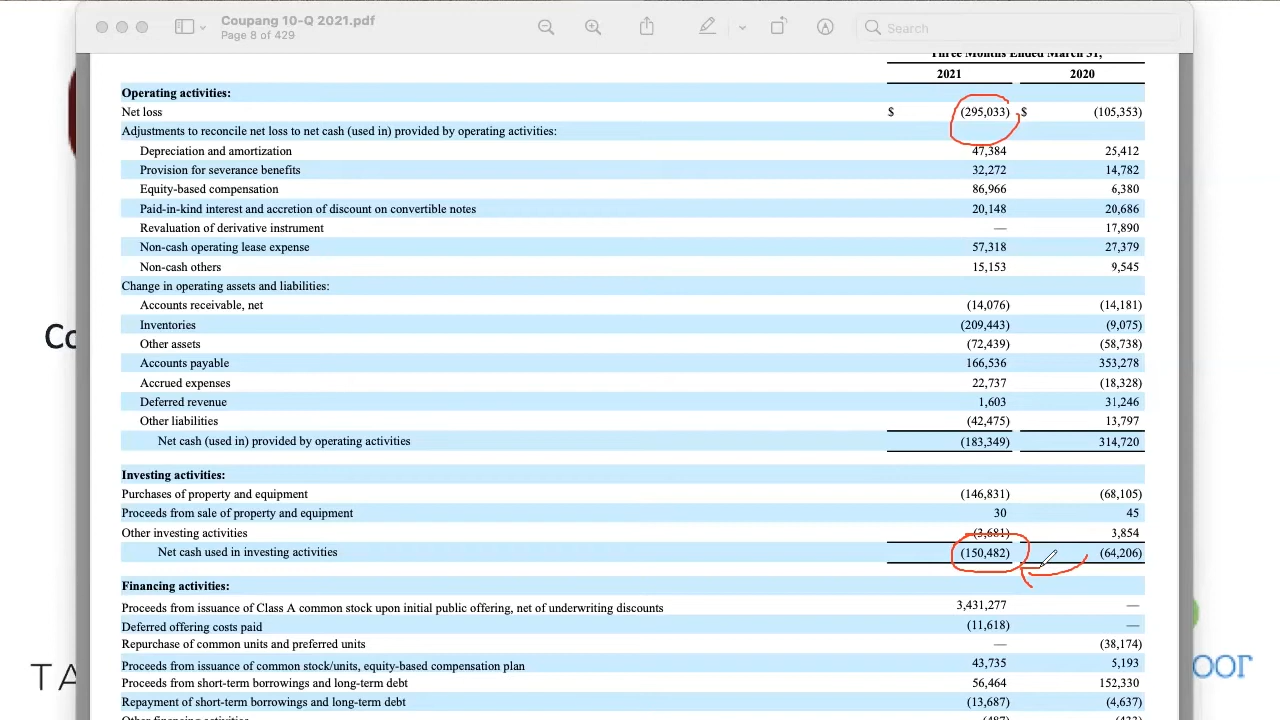 Coupang 10-Q 2021.pdf
Page 8 of 429
Search
Three Months Ended March 31,
2021 2020
Operating activities:
Net loss $ (295,033) $ (105,353)
Adjustments to reconcile net loss to net cash (used in) provided by operating activities:
Depreciation and amortization 47,384 25,412
Provision for severance benefits 32,272 14,782
Equity-based compensation 86,966 6,380
Paid-in-kind interest and accretion of discount on convertible notes 20,148 20,686
Revaluation of derivative instrument — 17,890
Non-cash operating lease expense 57,318 27,379
Non-cash others 15,153 9,545
Change in operating assets and liabilities:
Accounts receivable, net (14,076) (14,181)
Inventories (209,443) (9,075)
Other assets (72,439) (58,738)
Accounts payable 166,536 353,278
Accrued expenses 22,737 (18,328)
Deferred revenue 1,603 31,246
Other liabilities (42,475) 13,797
Net cash (used in) provided by operating activities (183,349) 314,720
Investing activities:
Purchases of property and equipment (146,831) (68,105)
Proceeds from sale of property and equipment 30 45
Other investing activities (3,681) 3,854
Net cash used in investing activities (150,482) (64,206)
Financing activities:
Proceeds from issuance of Class A common stock upon initial public offering, net of underwriting discounts 3,431,277 —
Deferred offering costs paid (11,618) —
Repurchase of common units and preferred units — (38,174)
Proceeds from issuance of common stock/units, equity-based compensation plan 43,735 5,193
Proceeds from short-term borrowings and long-term debt 56,464 152,330
Repayment of short-term borrowings and long-term debt (13,687) (4,637)
Other financing activities (487)
Co
TA
oor